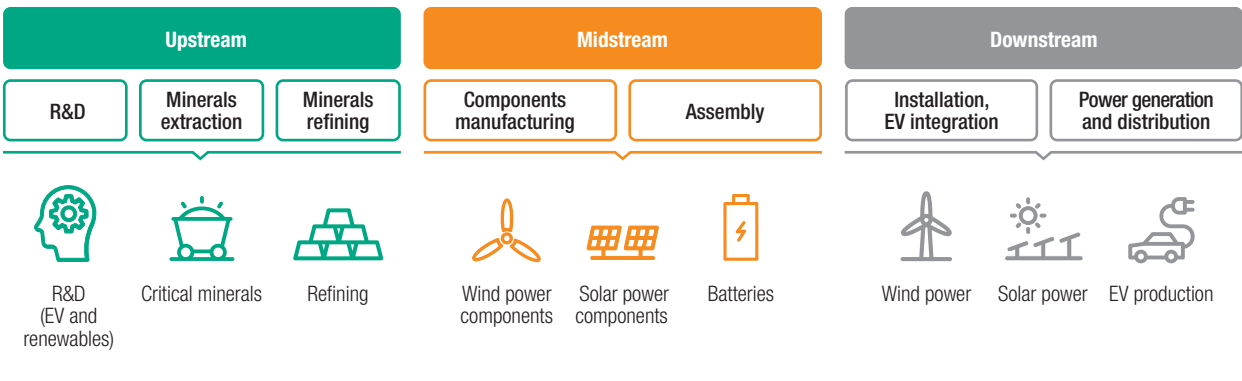 Upstream
Midstream
Downstream
R&D
Minerals
extraction
Minerals
refining
Components
manufacturing
Assembly
Installation,
EV integration
Power generation
and distribution
R&D
(EV and
renewables)
Critical minerals
Refining
Wind power
components
Solar power
components
Batteries
Wind power
Solar power
EV production